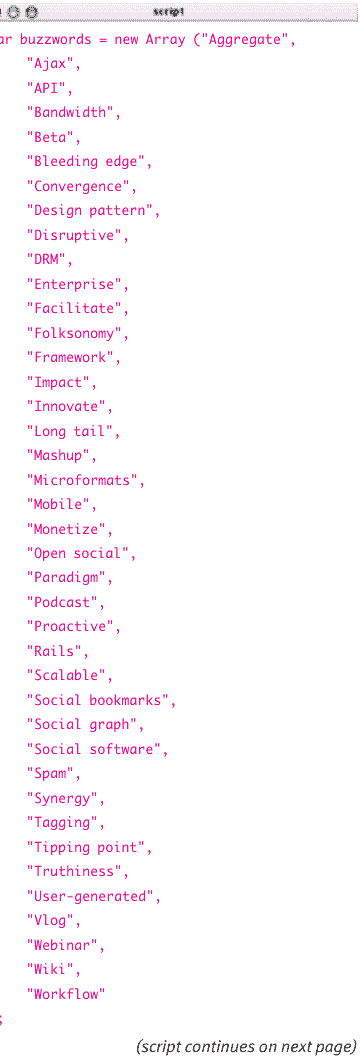 script
ar buzzwords = new Array ("Aggregate",
"Ajax",
"API",
"Bandwidth",
"Beta",
"Bleeding edge",
"Convergence",
"Design pattern",
"Disruptive",
"DRM",
"Enterprise",
"Facilitate",
"Folksonomy",
"Framework",
"Impact",
"Innovate",
"Long tail",
"Mashup",
"Microformats",
"Mobile",
"Monetize",
"Open social",
"Paradigm",
"Podcast",
"Proactive",
"Rails",
"Scalable",
"Social bookmarks",
"Social graph",
"Social software",
"Spam",
"Synergy",
"Tagging",
"Tipping point",
"Truthiness",
"User-generated",
"Vlog",
"Webinar",
"Wiki",
"Workflow"
;
(script continues on next page)